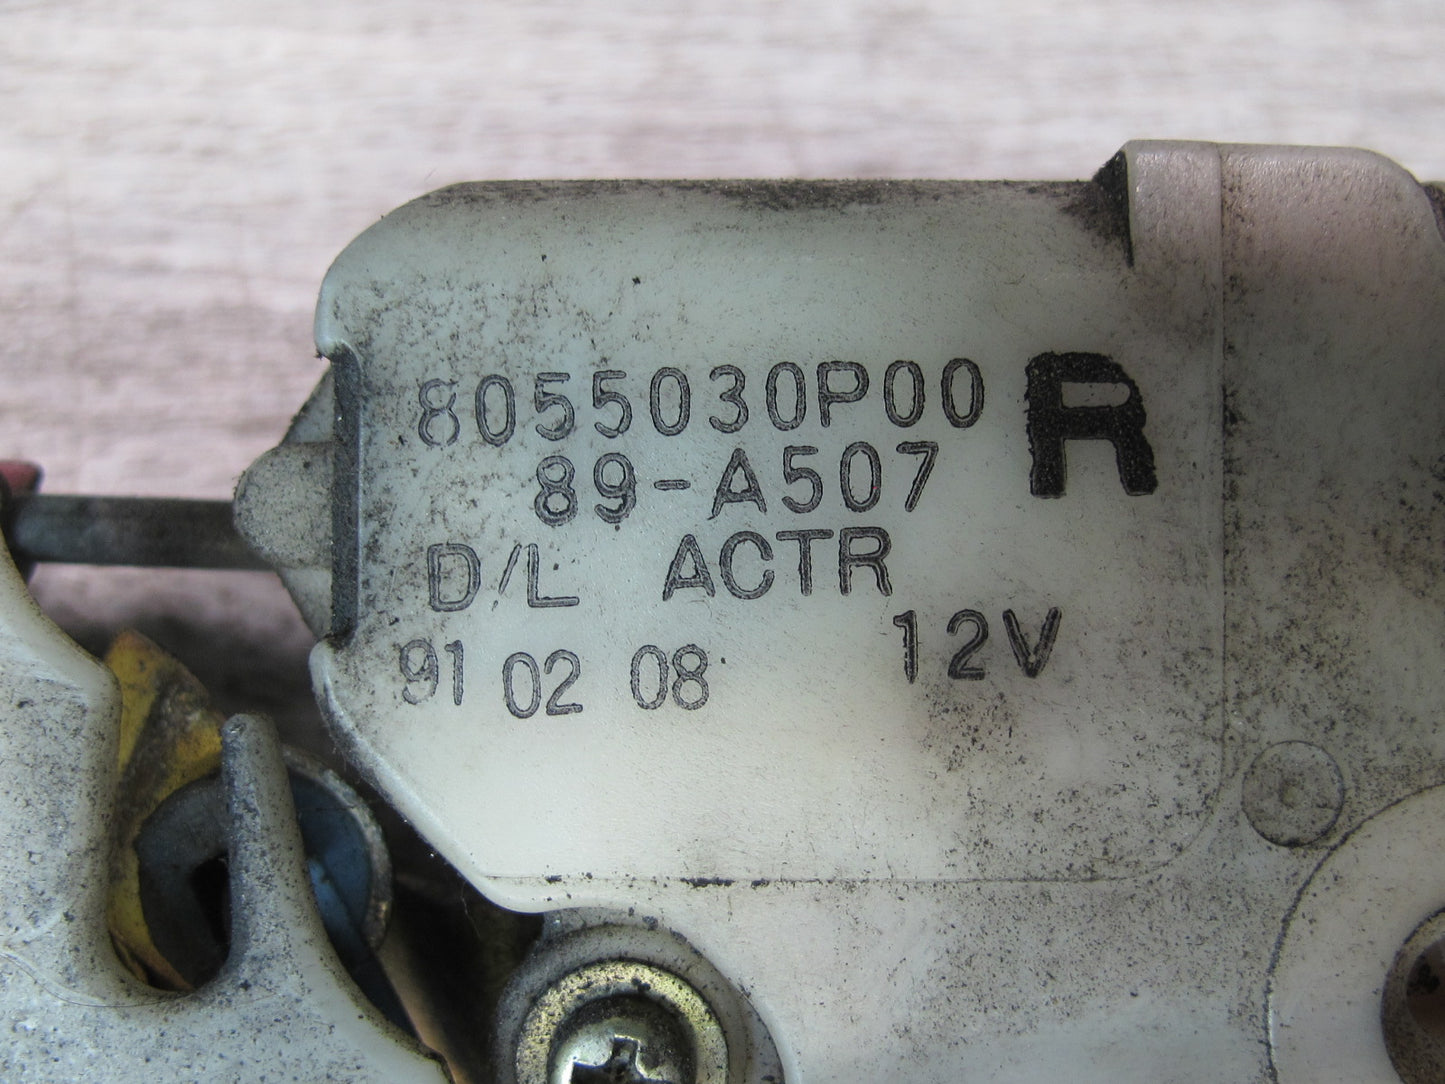 8055030P00 R
89-A507
D/L ACTR
91 02 08 12V